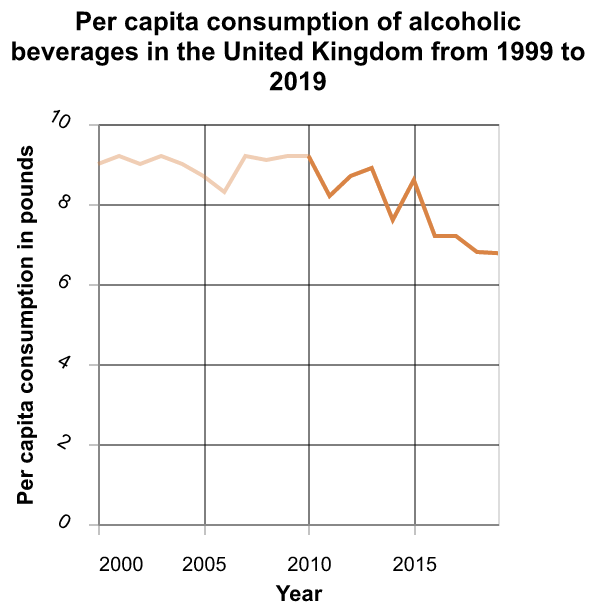 Per capita consumption of alcoholic
beverages in the United Kingdom from 1999 to
2019
Per capita consumption in pounds
10
8
6
4
2
0
2000 2005 2010 2015
Year